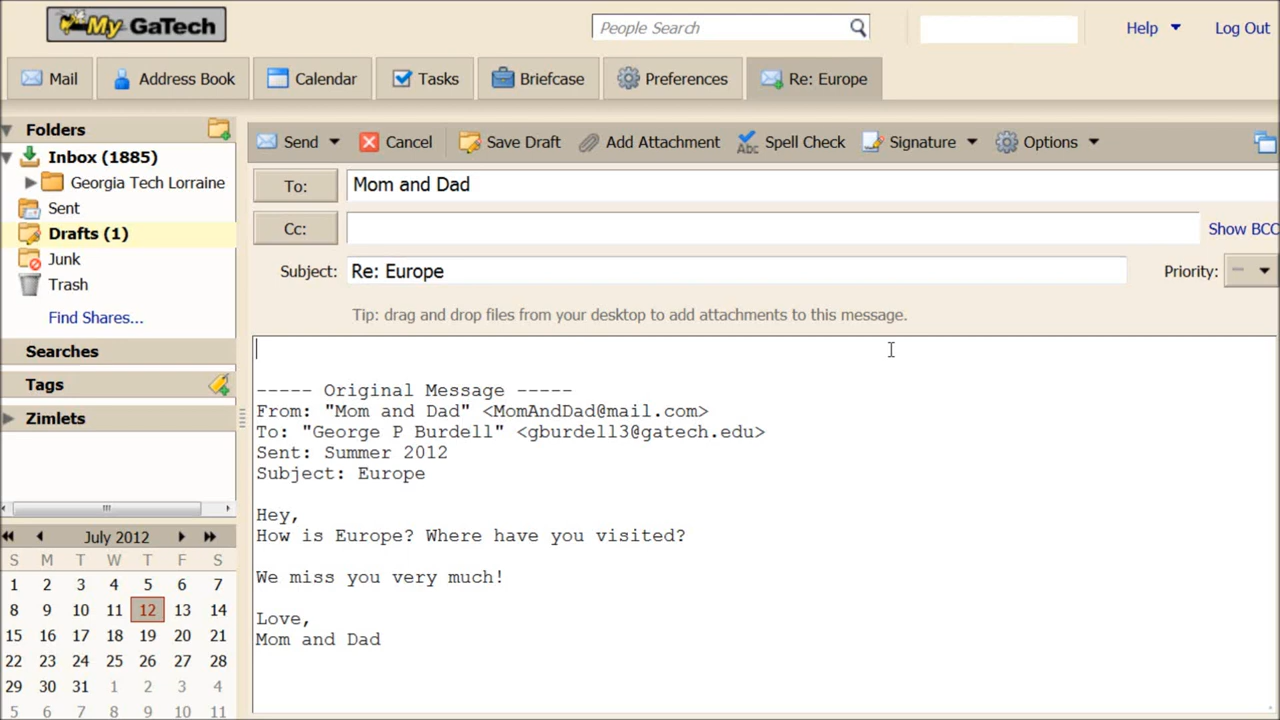 My GaTech
People Search
Help
Log Out
Mail
Address Book
Calendar
Tasks
Briefcase
Preferences
Re: Europe
Folders
Inbox (1885)
Georgia Tech Lorraine
Sent
Drafts (1)
Junk
Trash
Find Shares...
Searches
Tags
Zimlets
July 2012
S M T W T F S
1 2 3 4 5 6 7
8 9 10 11 12 13 14
15 16 17 18 19 20 21
22 23 24 25 26 27 28
29 30 31 1 2 3 4
5 6 7 8 9 10 11
Send
Cancel
Save Draft
Add Attachment
Abc
Spell Check
Signature
Options
To:
Mom and Dad
Cc:
Show BCC
Subject:
Re: Europe
Priority:
Tip: drag and drop files from your desktop to add attachments to this message.
----- Original Message -----
From: "Mom and Dad" <MomAndDad@mail.com>
To: "George P Burdell" <gburdell3@gatech.edu>
Sent: Summer 2012
Subject: Europe
Hey,
How is Europe? Where have you visited?
We miss you very much!
Love,
Mom and Dad